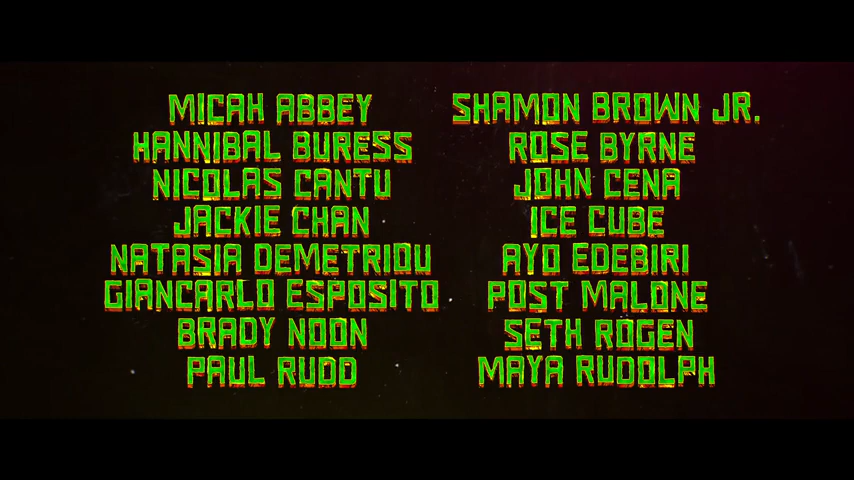 MICAH ABBEY SHAMON BROWN JR.
HANNIBAL BURESS ROSE BYRNE
NICOLAS CANTU JOHN CENA
JACKIE CHAN ICE CUBE
NATASIA DEMETRIOU AYO EDEBIRI
GIANCARLO ESPOSITO POST MALONE
BRADY NOON SETH ROGEN
PAUL RUDD MAYA RUDOLPH